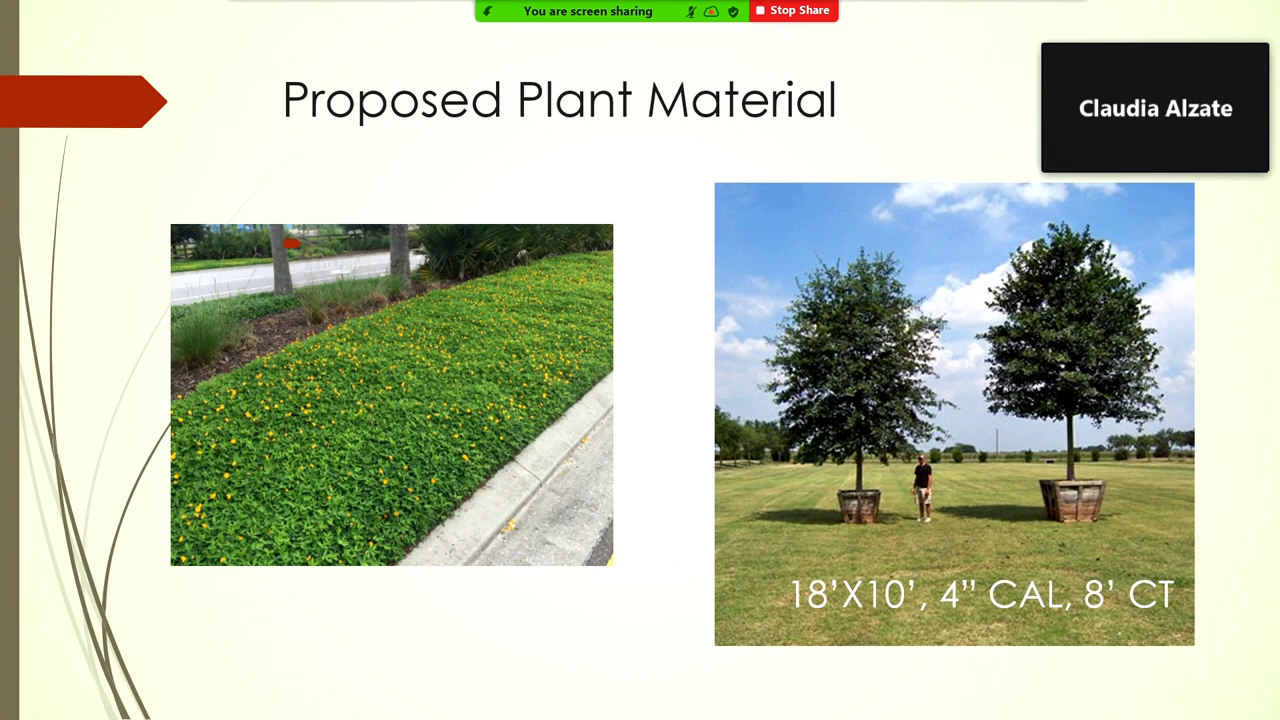 You are screen sharing
Stop Share
Proposed Plant Material
Claudia Alzate
18’X10’, 4” CAL, 8’ CT